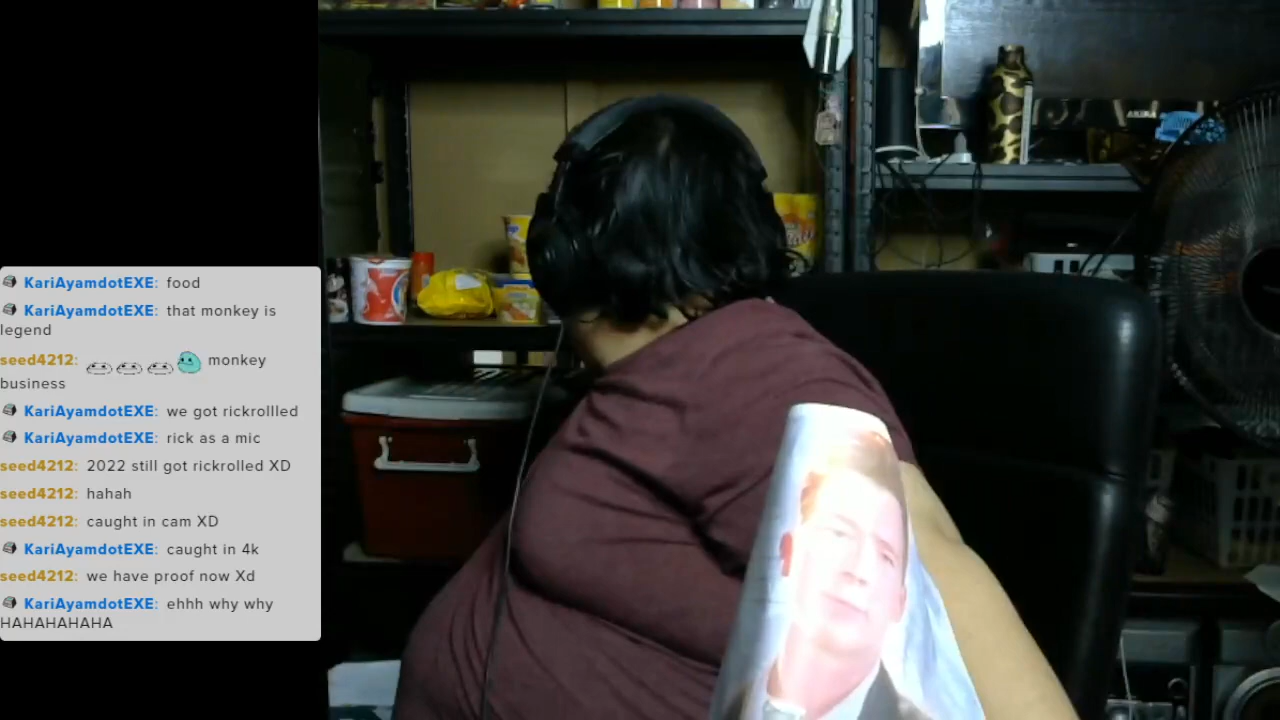 KariAyamdotEXE: food
KariAyamdotEXE: that monkey is
legend
seed4212: monkey
business
KariAyamdotEXE: we got rickrollled
KariAyamdotEXE: rick as a mic
seed4212: 2022 still got rickrolled XD
seed4212: hahah
seed4212: caught in cam XD
KariAyamdotEXE: caught in 4k
seed4212: we have proof now Xd
KariAyamdotEXE: ehhh why why
HAHAHAHAHA